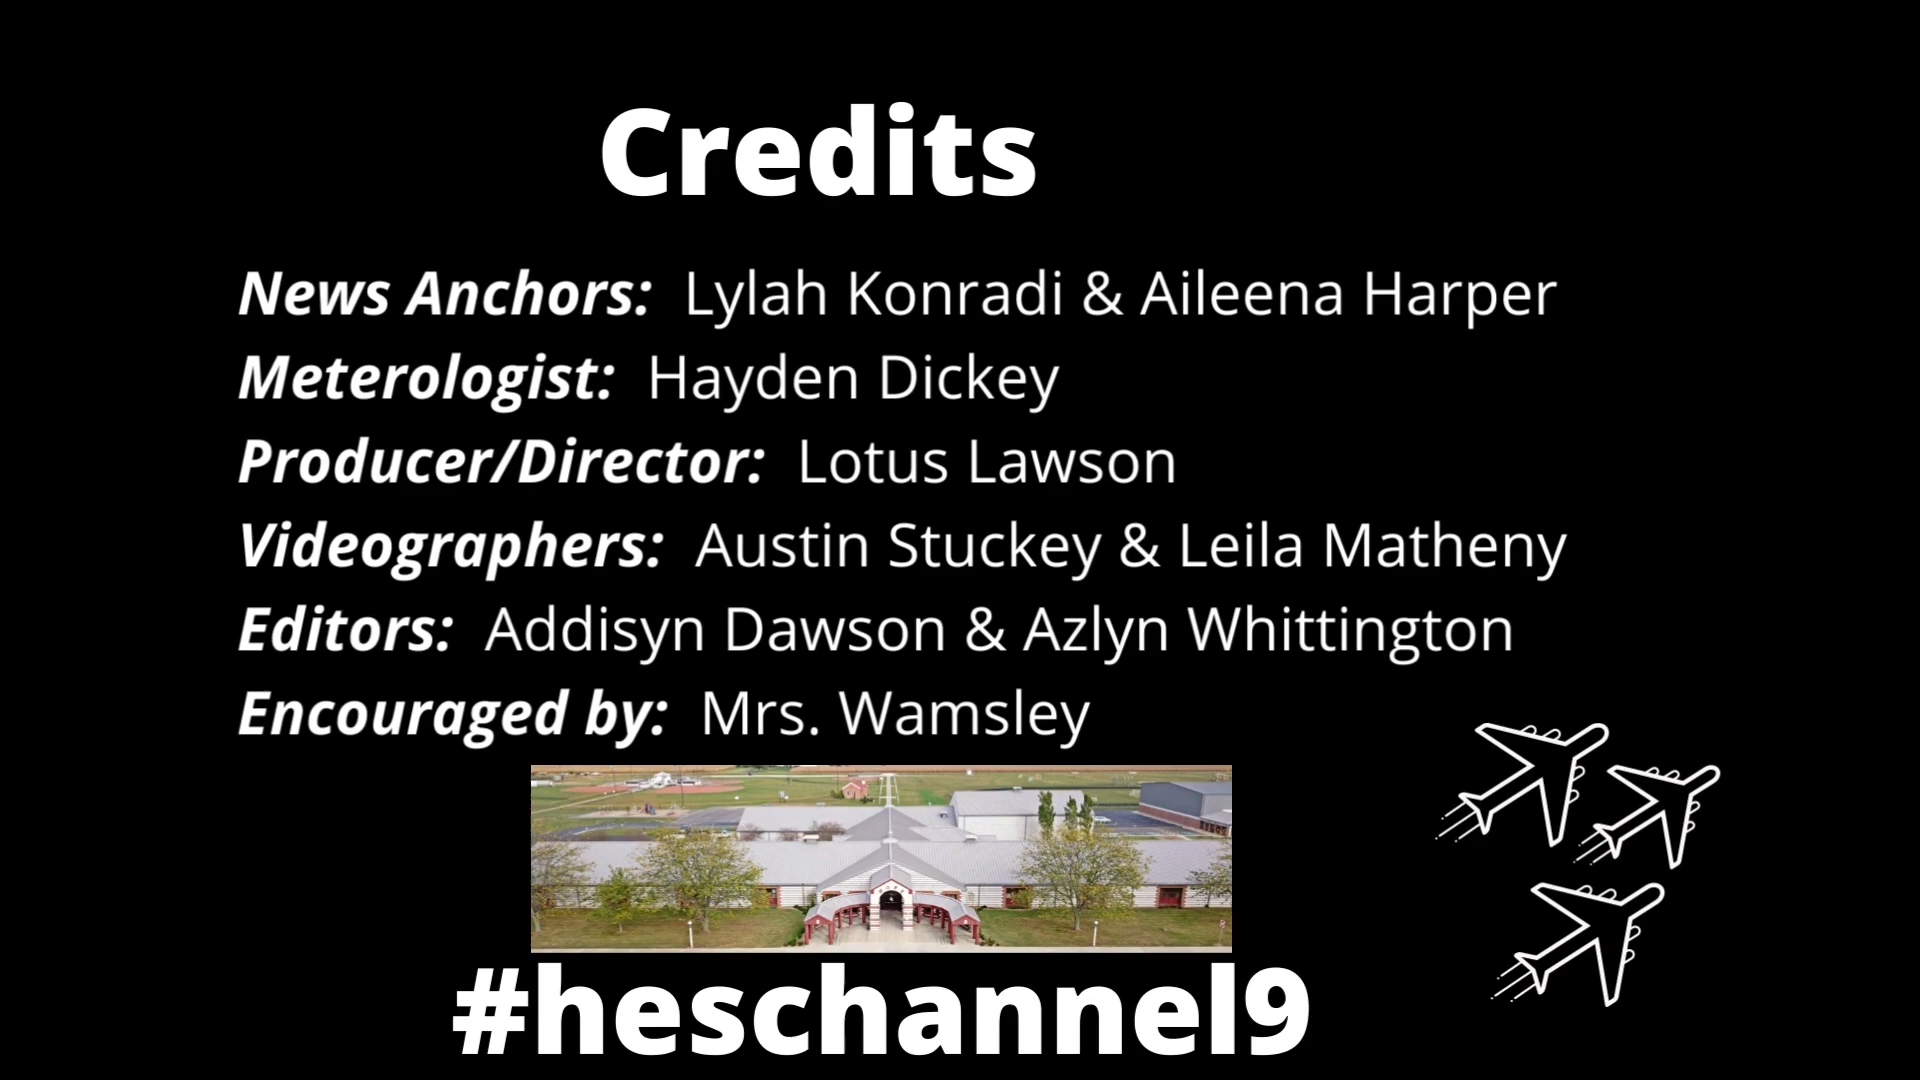 Credits
News Anchors: Lylah Konradi & Aileena Harper
Meterologist: Hayden Dickey
Producer/Director: Lotus Lawson
Videographers: Austin Stuckey & Leila Matheny
Editors: Addisyn Dawson & Azlyn Whittington
Encouraged by: Mrs. Wamsley
#heschannel9